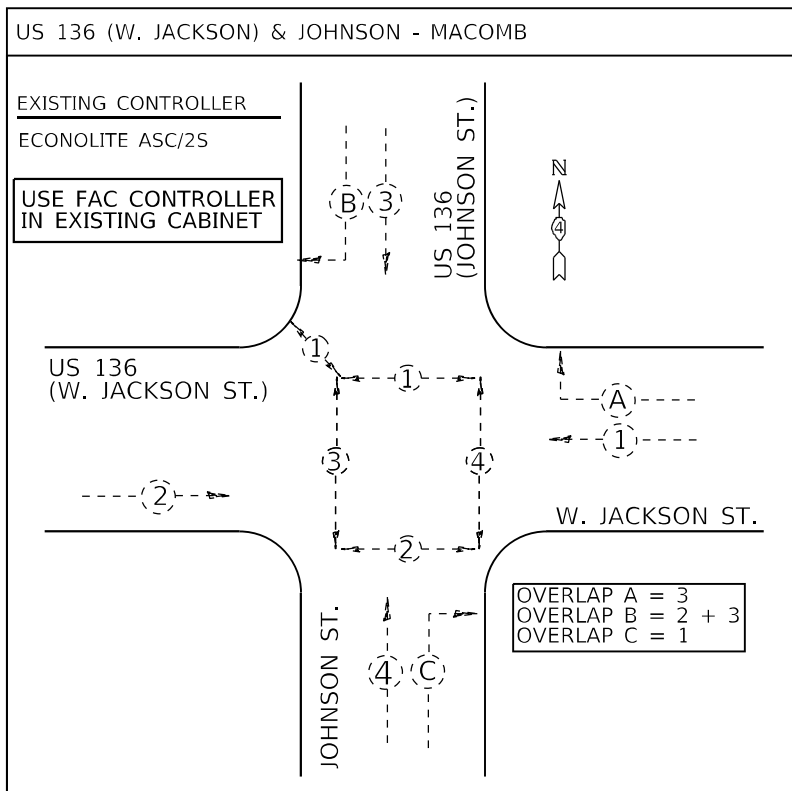 US 136 (W. JACKSON) & JOHNSON - MACOMB
EXISTING CONTROLLER
ECONOLITE ASC/2S
USE FAC CONTROLLER
IN EXISTING CABINET
B
3
US 136
(JOHNSON ST.)
N
4
US 136
(W. JACKSON ST.)
1
1
A
1
3
4
2
2
W. JACKSON ST.
JOHNSON ST.
4
C
OVERLAP A = 3
OVERLAP B = 2 + 3
OVERLAP C = 1